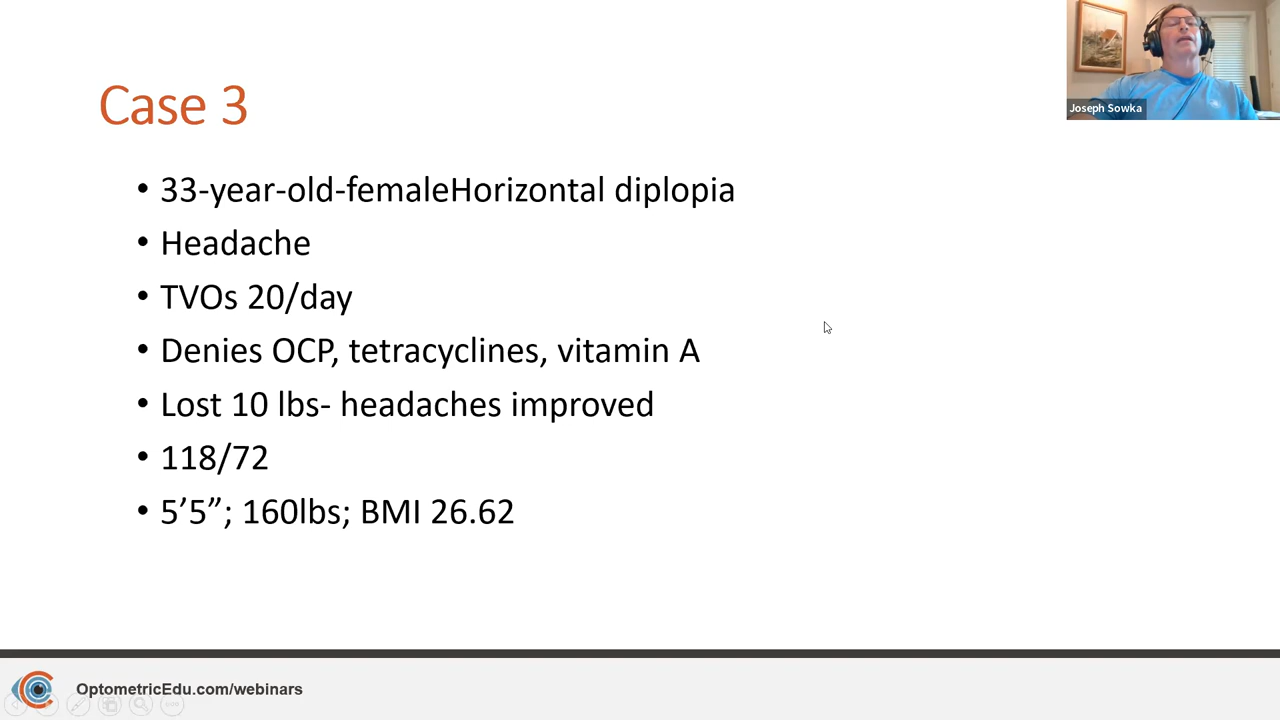 Joseph Sowka
Case 3
• 33-year-old-femaleHorizontal diplopia
• Headache
• TVOs 20/day
• Denies OCP, tetracyclines, vitamin A
• Lost 10 lbs- headaches improved
• 118/72
• 5’5”; 160lbs; BMI 26.62
OptometricEdu.com/webinars